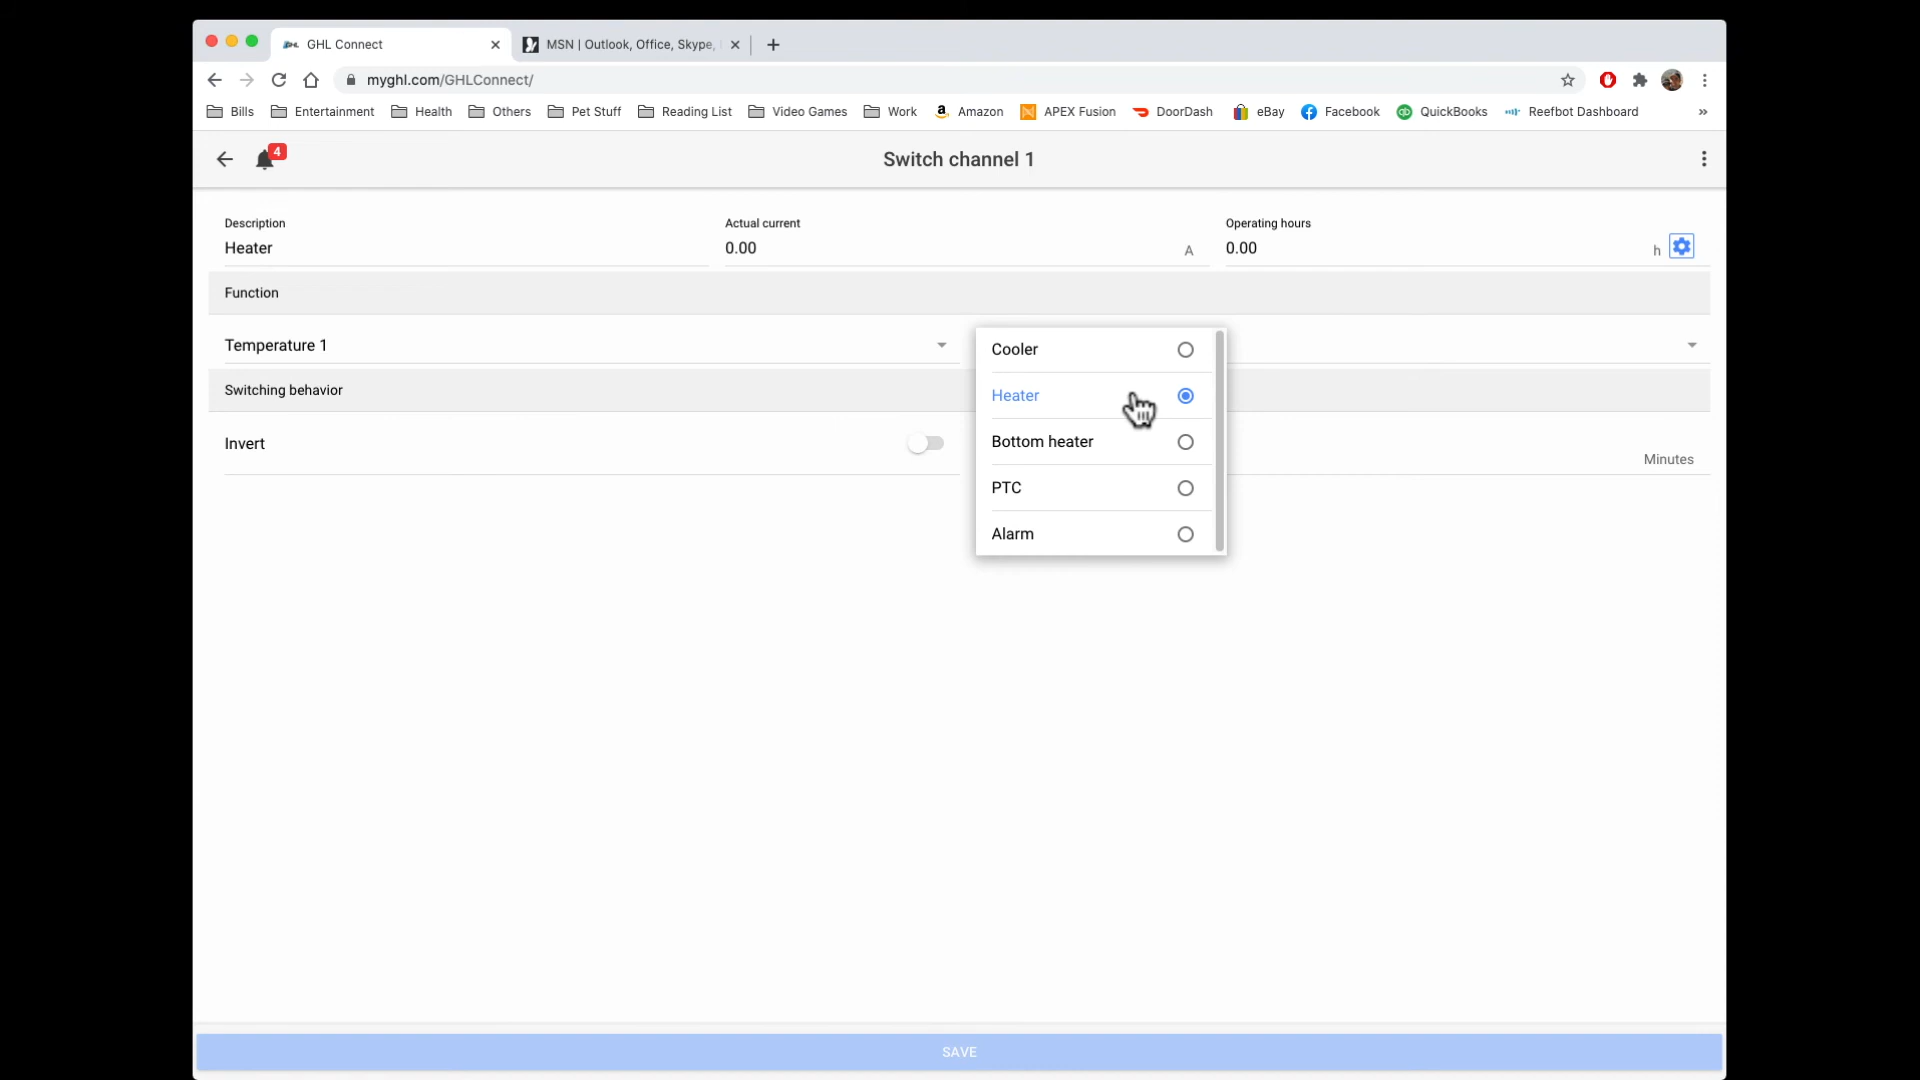 GHL Connect
MSN | Outlook, Office, Skype,
myghl.com/GHLConnect/
Bills Entertainment Health Others Pet Stuff Reading List Video Games Work Amazon APEX Fusion DoorDash eBay Facebook QuickBooks Reefbot Dashboard »
4 Switch channel 1
Description Actual current Operating hours
Heater 0.00 A 0.00 h
Function
Temperature 1
Cooler
Switching behavior
Heater
Invert
Bottom heater
Minutes
PTC
Alarm
SAVE